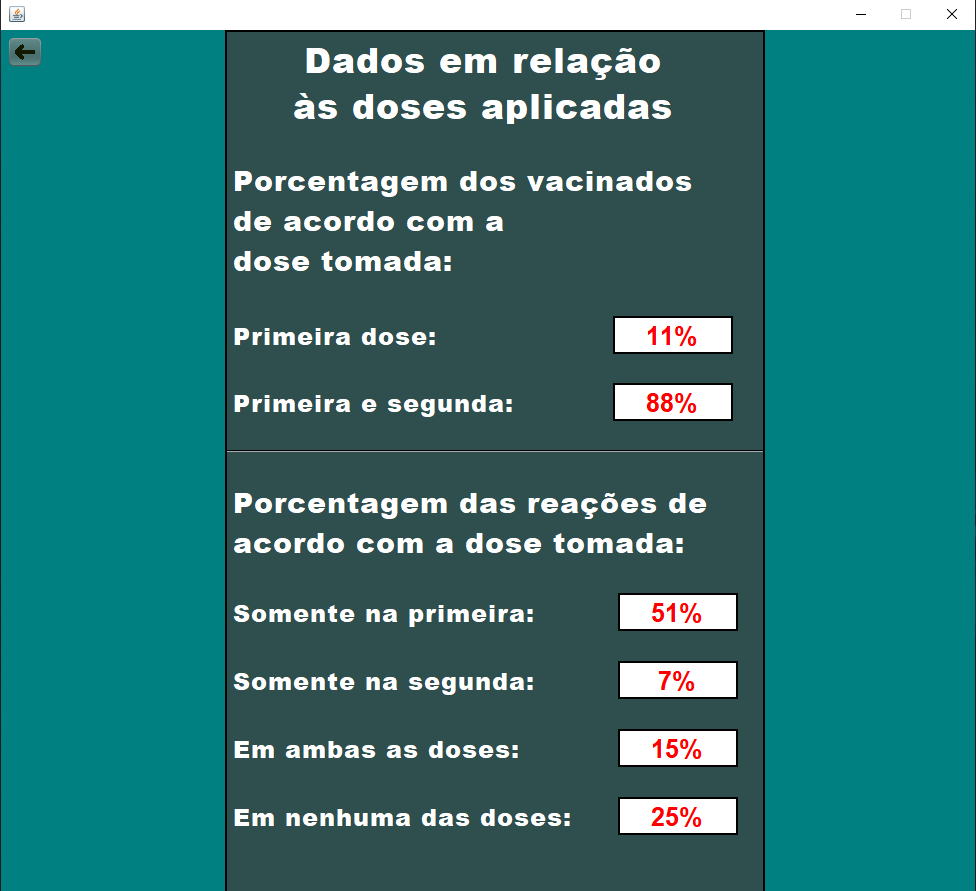 Dados em relação
às doses aplicadas
Porcentagem dos vacinados
de acordo com a
dose tomada:
Primeira dose: 11%
Primeira e segunda: 88%
Porcentagem das reações de
acordo com a dose tomada:
Somente na primeira: 51%
Somente na segunda: 7%
Em ambas as doses: 15%
Em nenhuma das doses: 25%